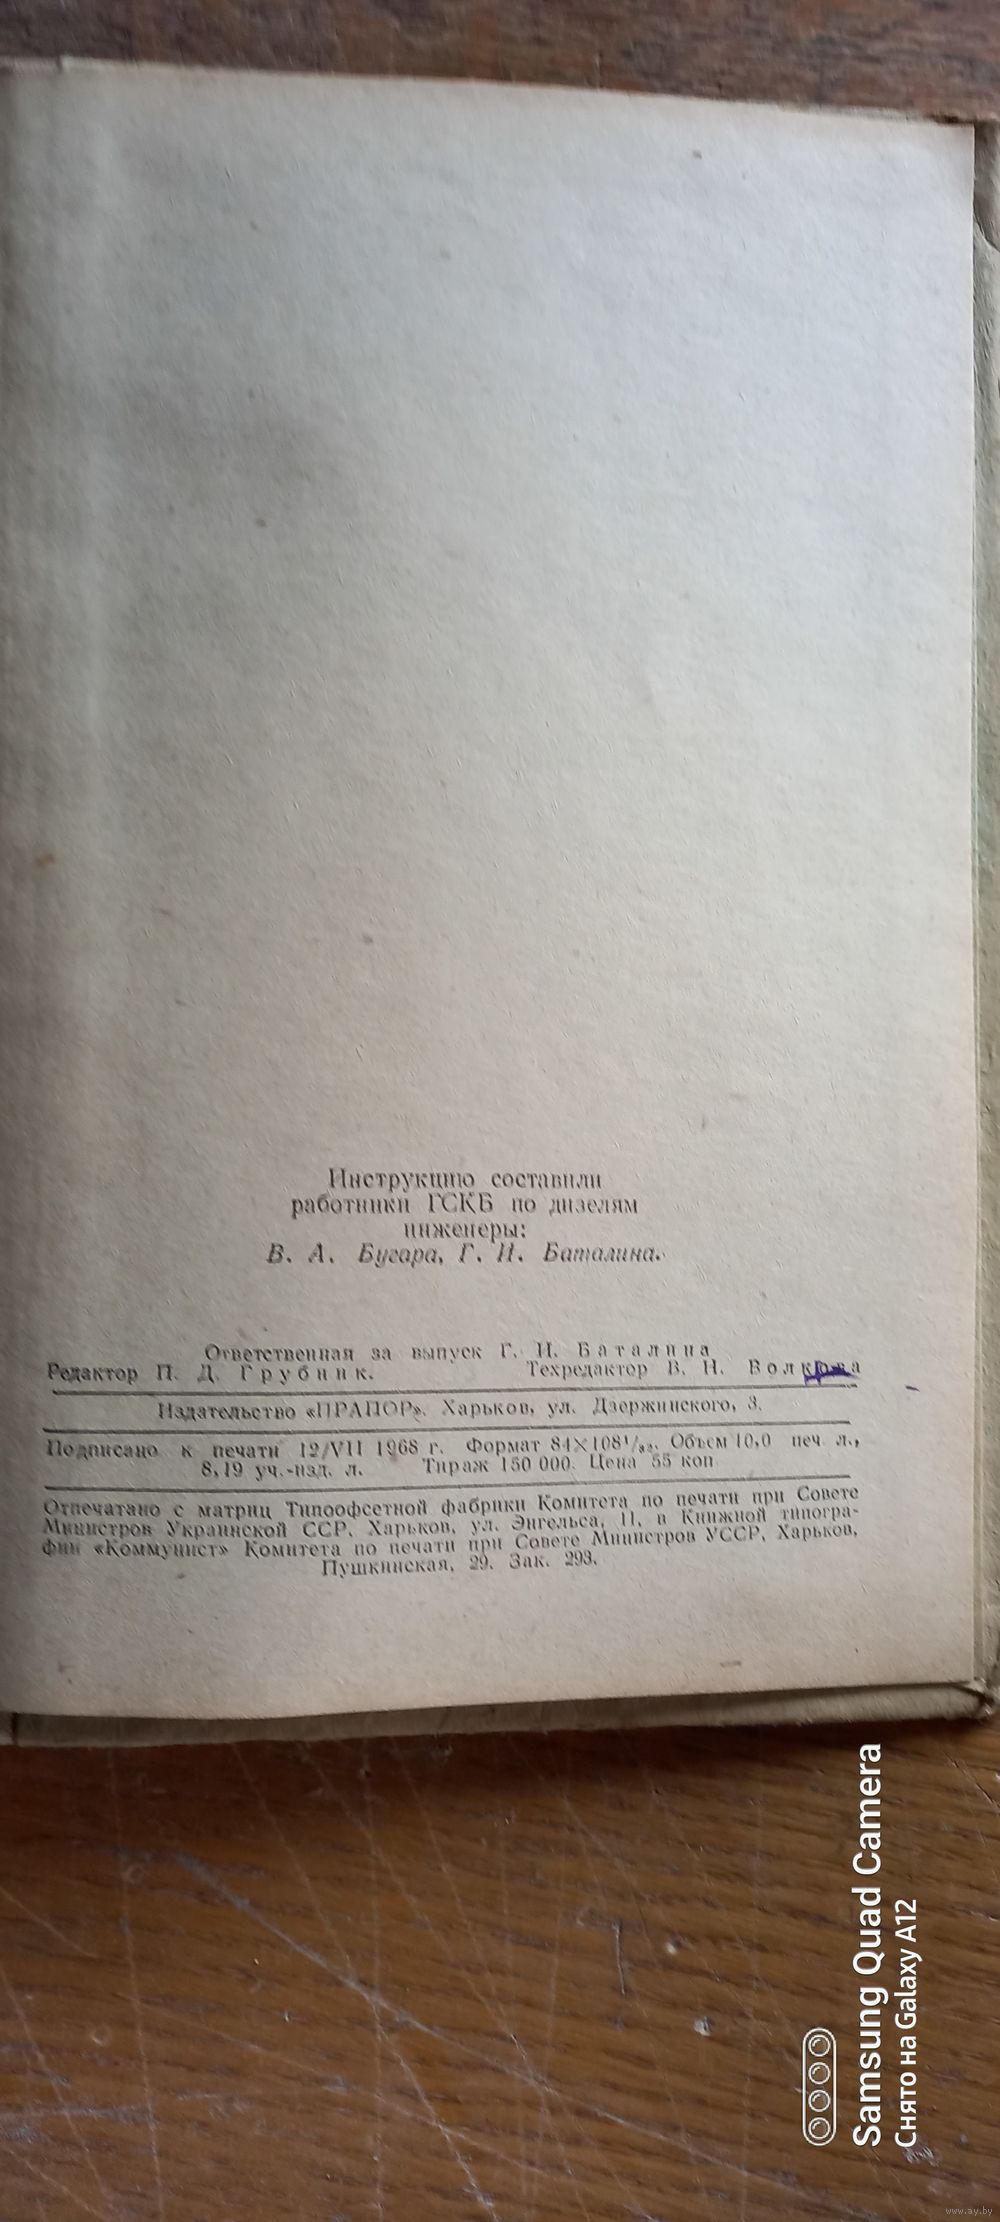 Инструкцию составили
работники ГСКБ по дизелям
инженеры:
В. А. Бугара, Г. И. Баталина.
Ответственная за выпуск Г. И. Баталина
Редактор П. Д. Грубник. Техредактор В. Н. Волкова
Издательство «ПРАПОР». Харьков, ул. Дзержинского, 3.
Подписано к печати 12/VII 1968 г. Формат 84×108¹/₃₂. Объем 10,0 печ. л.,
8,19 уч.-изд. л. Тираж 150 000. Цена 55 коп
Отпечатано с матриц Типоофсетной фабрики Комитета по печати при Совете
Министров Украинской ССР, Харьков, ул. Энгельса, 11, в Книжной типогра-
фии «Коммунист» Комитета по печати при Совете Министров УССР, Харьков,
Пушкинская, 29. Зак. 293.
Samsung Quad Camera
Снято на Galaxy A12
www.ay.by